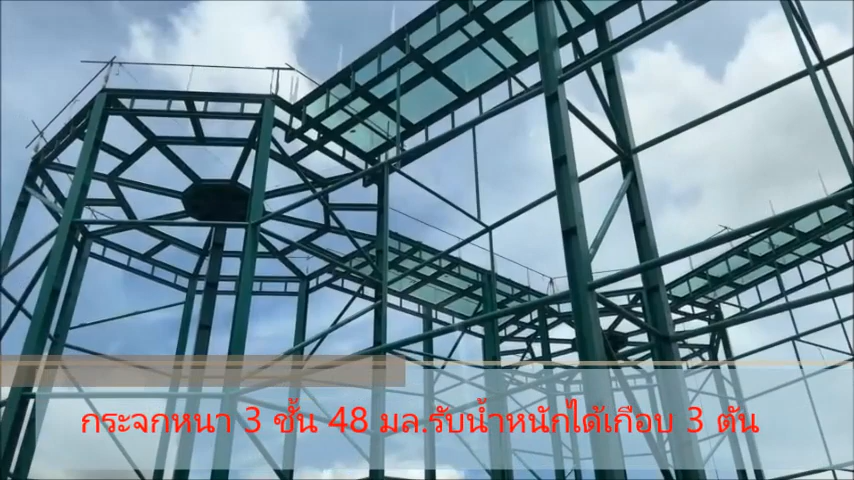 กระจกหนา 3 ชั้น 48 มล.รับน้ำหนักได้เกือบ 3 ตัน